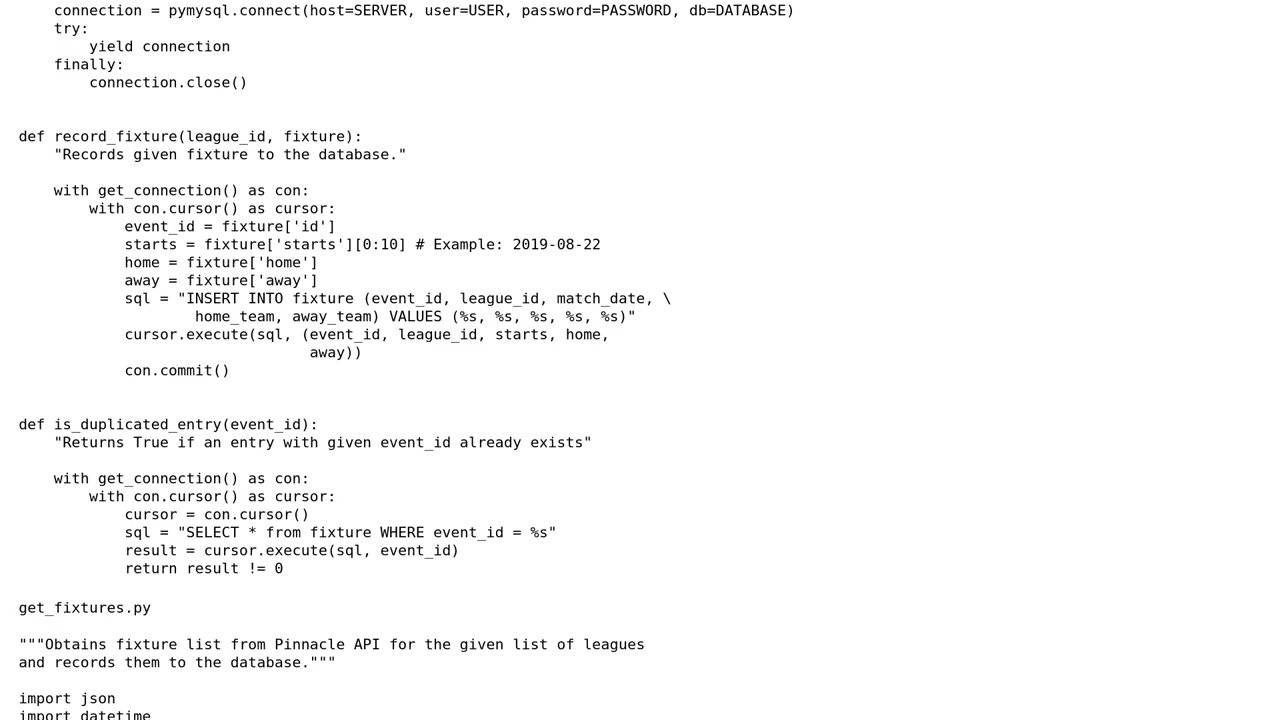 connection = pymysql.connect(host=SERVER, user=USER, password=PASSWORD, db=DATABASE)
    try:
        yield connection
    finally:
        connection.close()
def record_fixture(league_id, fixture):
    "Records given fixture to the database."
    with get_connection() as con:
        with con.cursor() as cursor:
            event_id = fixture['id']
            starts = fixture['starts'][0:10] # Example: 2019-08-22
            home = fixture['home']
            away = fixture['away']
            sql = "INSERT INTO fixture (event_id, league_id, match_date, \
                    home_team, away_team) VALUES (%s, %s, %s, %s, %s)"
            cursor.execute(sql, (event_id, league_id, starts, home,
                                 away))
            con.commit()
def is_duplicated_entry(event_id):
    "Returns True if an entry with given event_id already exists"
    with get_connection() as con:
        with con.cursor() as cursor:
            cursor = con.cursor()
            sql = "SELECT * from fixture WHERE event_id = %s"
            result = cursor.execute(sql, event_id)
            return result != 0
get_fixtures.py
"""Obtains fixture list from Pinnacle API for the given list of leagues
and records them to the database."""
import json
import datetime